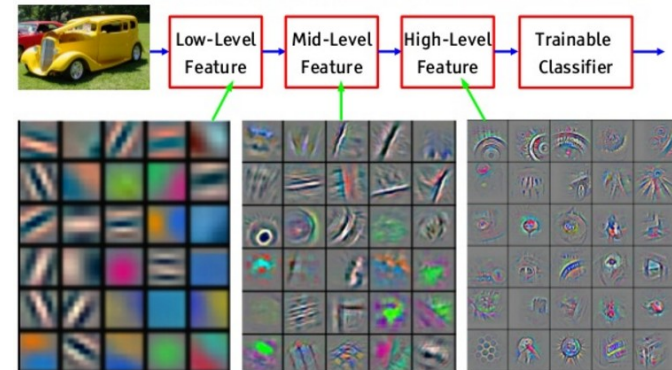 Low-Level
Feature
Mid-Level
Feature
High-Level
Feature
Trainable
Classifier